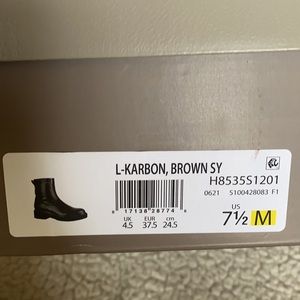 L-KARBON, BROWN SY
H8535S1201
0621 5100428083 F1
UK EUR cm
4.5 37.5 24.5
US
7½ M